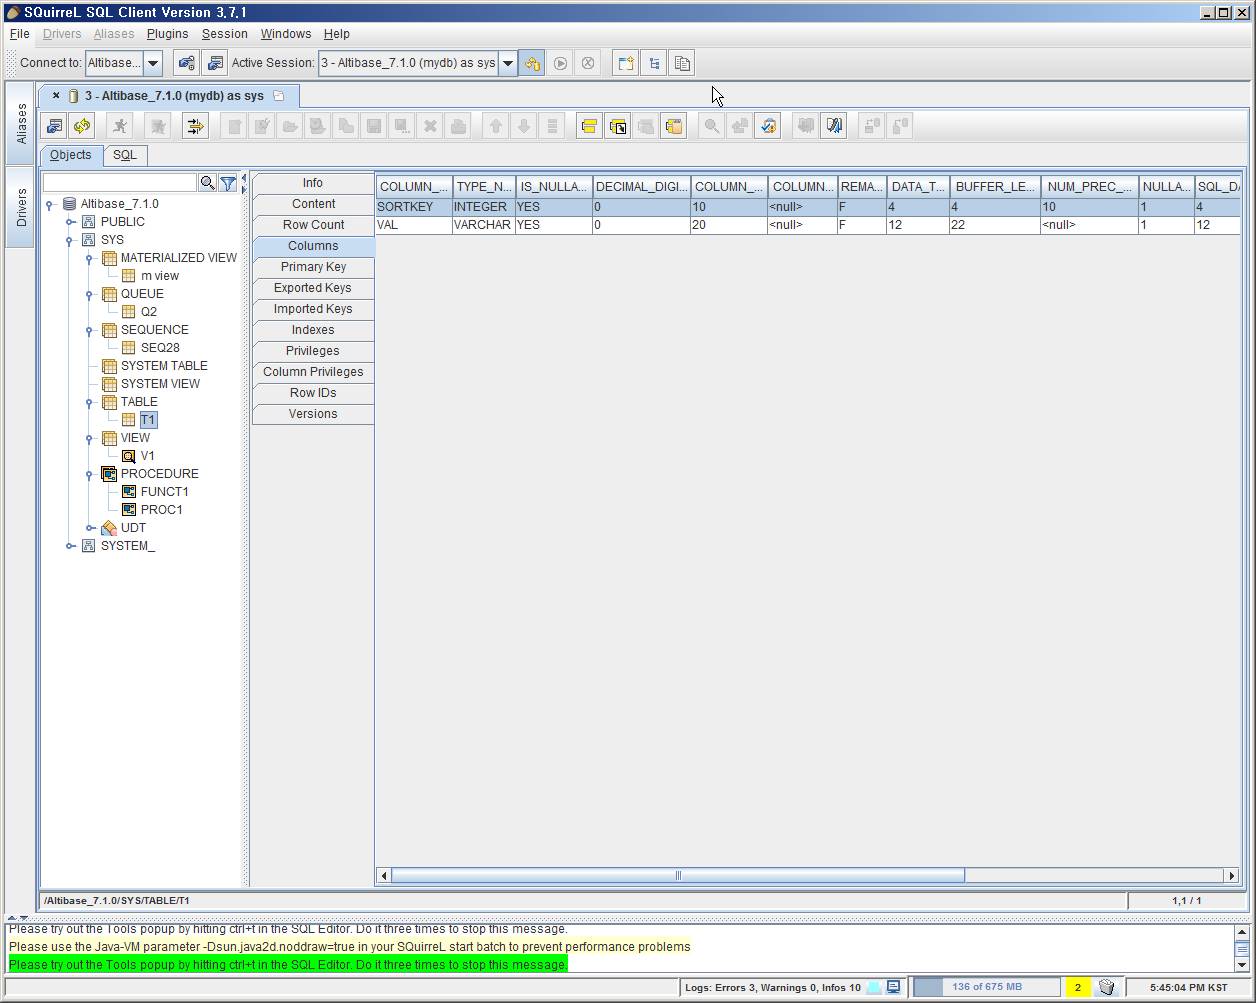 SQuirreL SQL Client Version 3.7.1
File Drivers Aliases Plugins Session Windows Help
Connect to: Altibase... Active Session: 3 - Altibase_7.1.0 (mydb) as sys
3 - Altibase_7.1.0 (mydb) as sys
Aliases
Drivers
Objects SQL
Altibase_7.1.0
PUBLIC
SYS
MATERIALIZED VIEW
m view
QUEUE
Q2
SEQUENCE
SEQ28
SYSTEM TABLE
SYSTEM VIEW
TABLE
T1
VIEW
V1
PROCEDURE
FUNCT1
PROC1
UDT
SYSTEM_
Info
Content
Row Count
Columns
Primary Key
Exported Keys
Imported Keys
Indexes
Privileges
Column Privileges
Row IDs
Versions
COLUMN_... TYPE_N... IS_NULLA... DECIMAL_DIGI... COLUMN_... COLUMN... REMA... DATA_T... BUFFER_LE... NUM_PREC_... NULLA... SQL_DA
SORTKEY INTEGER YES 0 10 <null> F 4 4 10 1 4
VAL VARCHAR YES 0 20 <null> F 12 22 <null> 1 12
/Altibase_7.1.0/SYS/TABLE/T1 1,1 / 1
Please try out the Tools popup by hitting ctrl+t in the SQL Editor. Do it three times to stop this message.
Please use the Java-VM parameter -Dsun.java2d.noddraw=true in your SQuirreL start batch to prevent performance problems
Please try out the Tools popup by hitting ctrl+t in the SQL Editor. Do it three times to stop this message.
Logs: Errors 3, Warnings 0, Infos 10 136 of 675 MB 2 5:45:04 PM KST